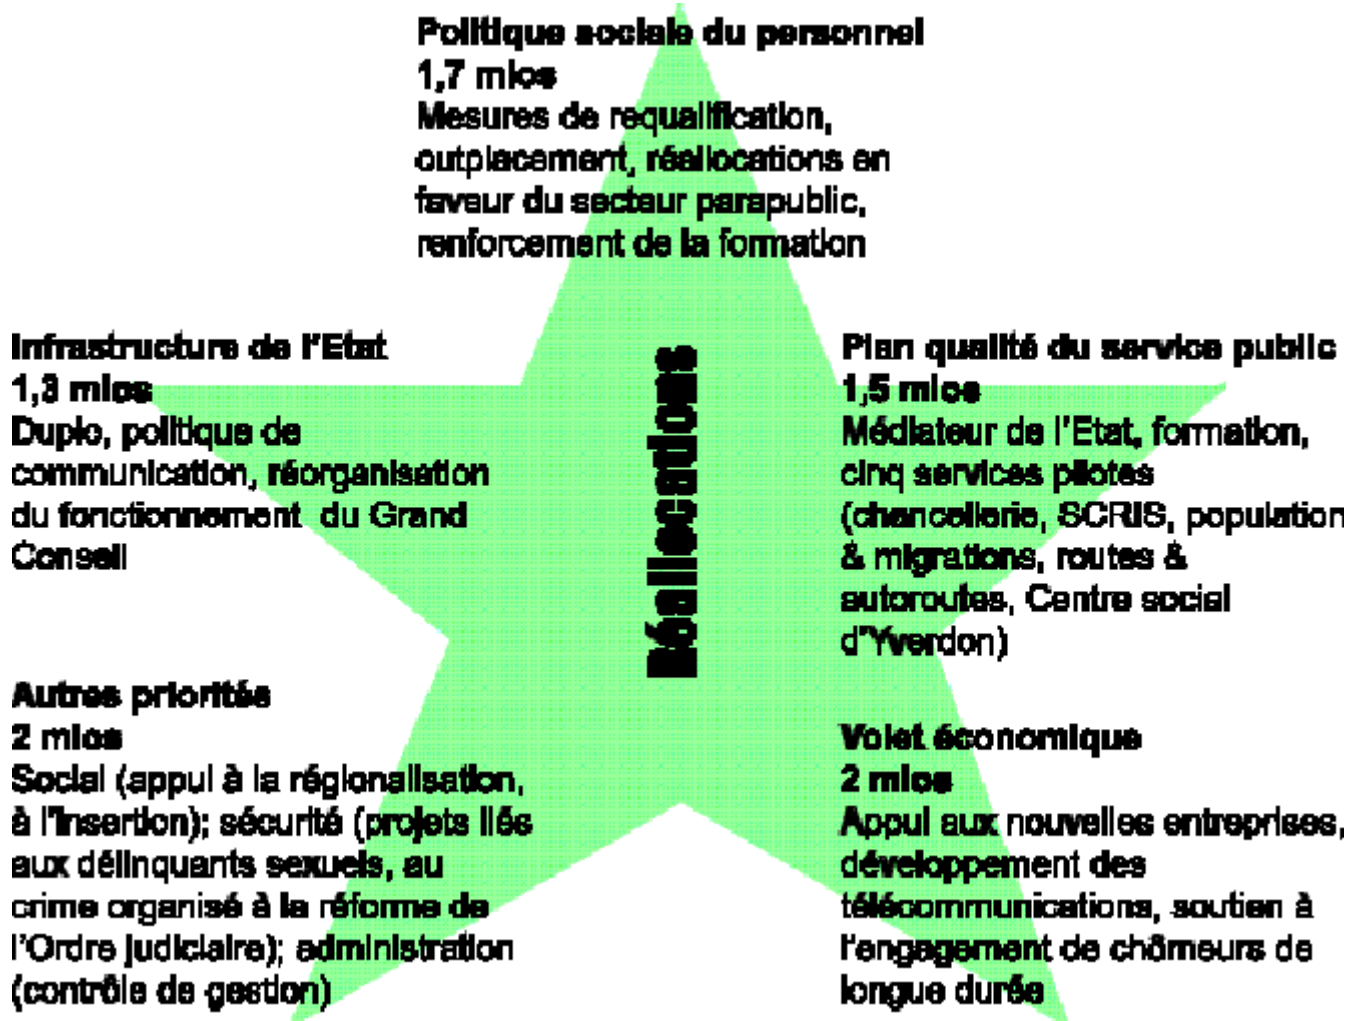 Politique sociale du personnel
1,7 mios
Mesures de requalification,
outplacement, réallocations en
faveur du secteur parapublic,
renforcement de la formation
Infrastructure de l'Etat
1,3 mios
Duplo, politique de
communication, réorganisation
du fonctionnement du Grand
Conseil
Réallocations
Plan qualité du service public
1,5 mios
Médiateur de l'Etat, formation,
cinq services pilotes
(chancellerie, SCRIS, population
& migrations, routes &
autoroutes, Centre social
d'Yverdon)
Autres priorités
2 mios
Social (appui à la régionalisation,
à l'insertion); sécurité (projets liés
aux délinquants sexuels, au
crime organisé à la réforme de
l'Ordre judiciaire); administration
(contrôle de gestion)
Volet économique
2 mios
Appui aux nouvelles entreprises,
développement des
télécommunications, soutien à
l'engagement de chômeurs de
longue durée